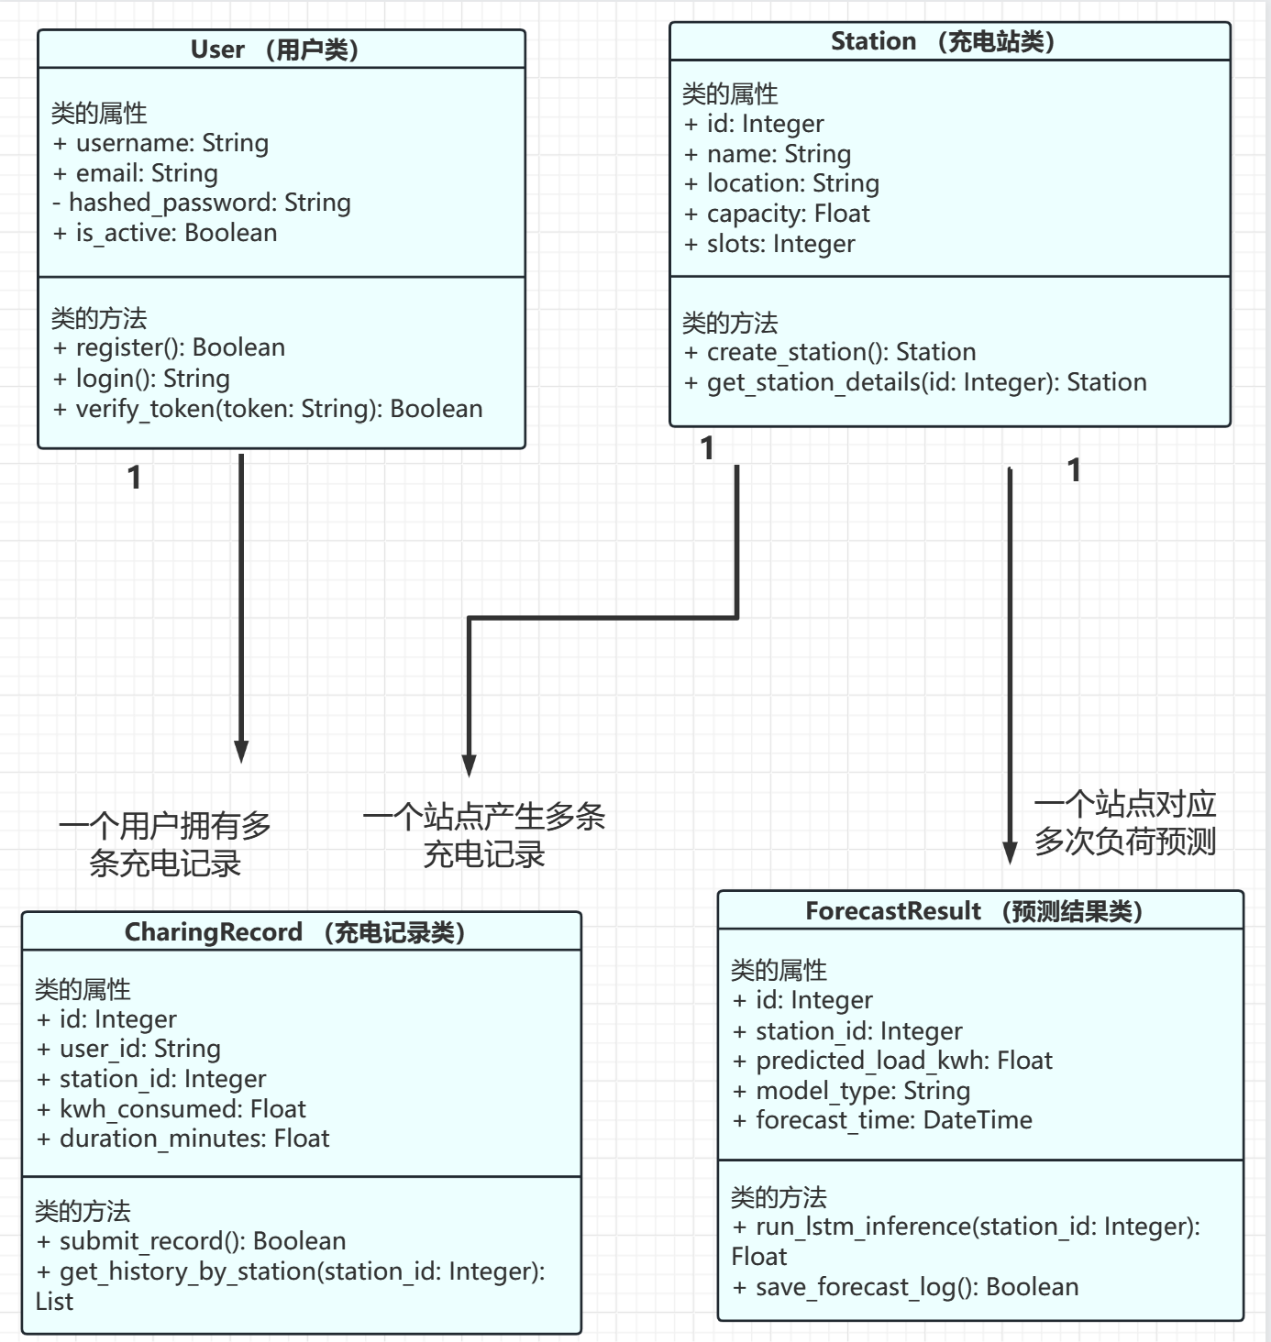 User （用户类）
类的属性
+ username: String
+ email: String
- hashed_password: String
+ is_active: Boolean
类的方法
+ register(): Boolean
+ login(): String
+ verify_token(token: String): Boolean
1
Station （充电站类）
类的属性
+ id: Integer
+ name: String
+ location: String
+ capacity: Float
+ slots: Integer
类的方法
+ create_station(): Station
+ get_station_details(id: Integer): Station
1
1
一个用户拥有多
条充电记录
一个站点产生多条
充电记录
一个站点对应
多次负荷预测
CharingRecord （充电记录类）
类的属性
+ id: Integer
+ user_id: String
+ station_id: Integer
+ kwh_consumed: Float
+ duration_minutes: Float
类的方法
+ submit_record(): Boolean
+ get_history_by_station(station_id: Integer):
List
ForecastResult （预测结果类）
类的属性
+ id: Integer
+ station_id: Integer
+ predicted_load_kwh: Float
+ model_type: String
+ forecast_time: DateTime
类的方法
+ run_lstm_inference(station_id: Integer):
Float
+ save_forecast_log(): Boolean